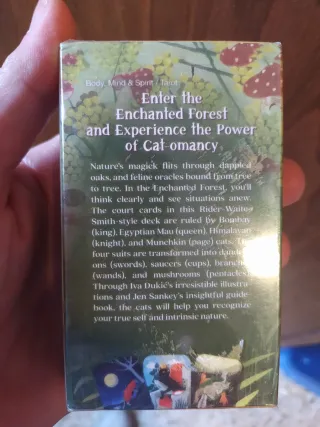 Body, Mind & Spirit / Tarot
Enter the
Enchanted Forest
and Experience the Power
of Cat-omancy
Nature's magick flits through dappled
oaks, and feline oracles bound from tree
to tree. In the Enchanted Forest, you'll
think clearly and see situations anew.
The court cards in this Rider-Waite-
Smith-style deck are ruled by Bombay
(king), Egyptian Mau (queen), Himalayan
(knight), and Munchkin (page) cats. The
four suits are transformed into dandeli-
ons (swords), saucers (cups), branches
(wands), and mushrooms (pentacles).
Through Iva Dukić's irresistible illustra-
tions and Jen Sankey's insightful guide-
book, the cats will help you recognize
your true self and intrinsic nature.